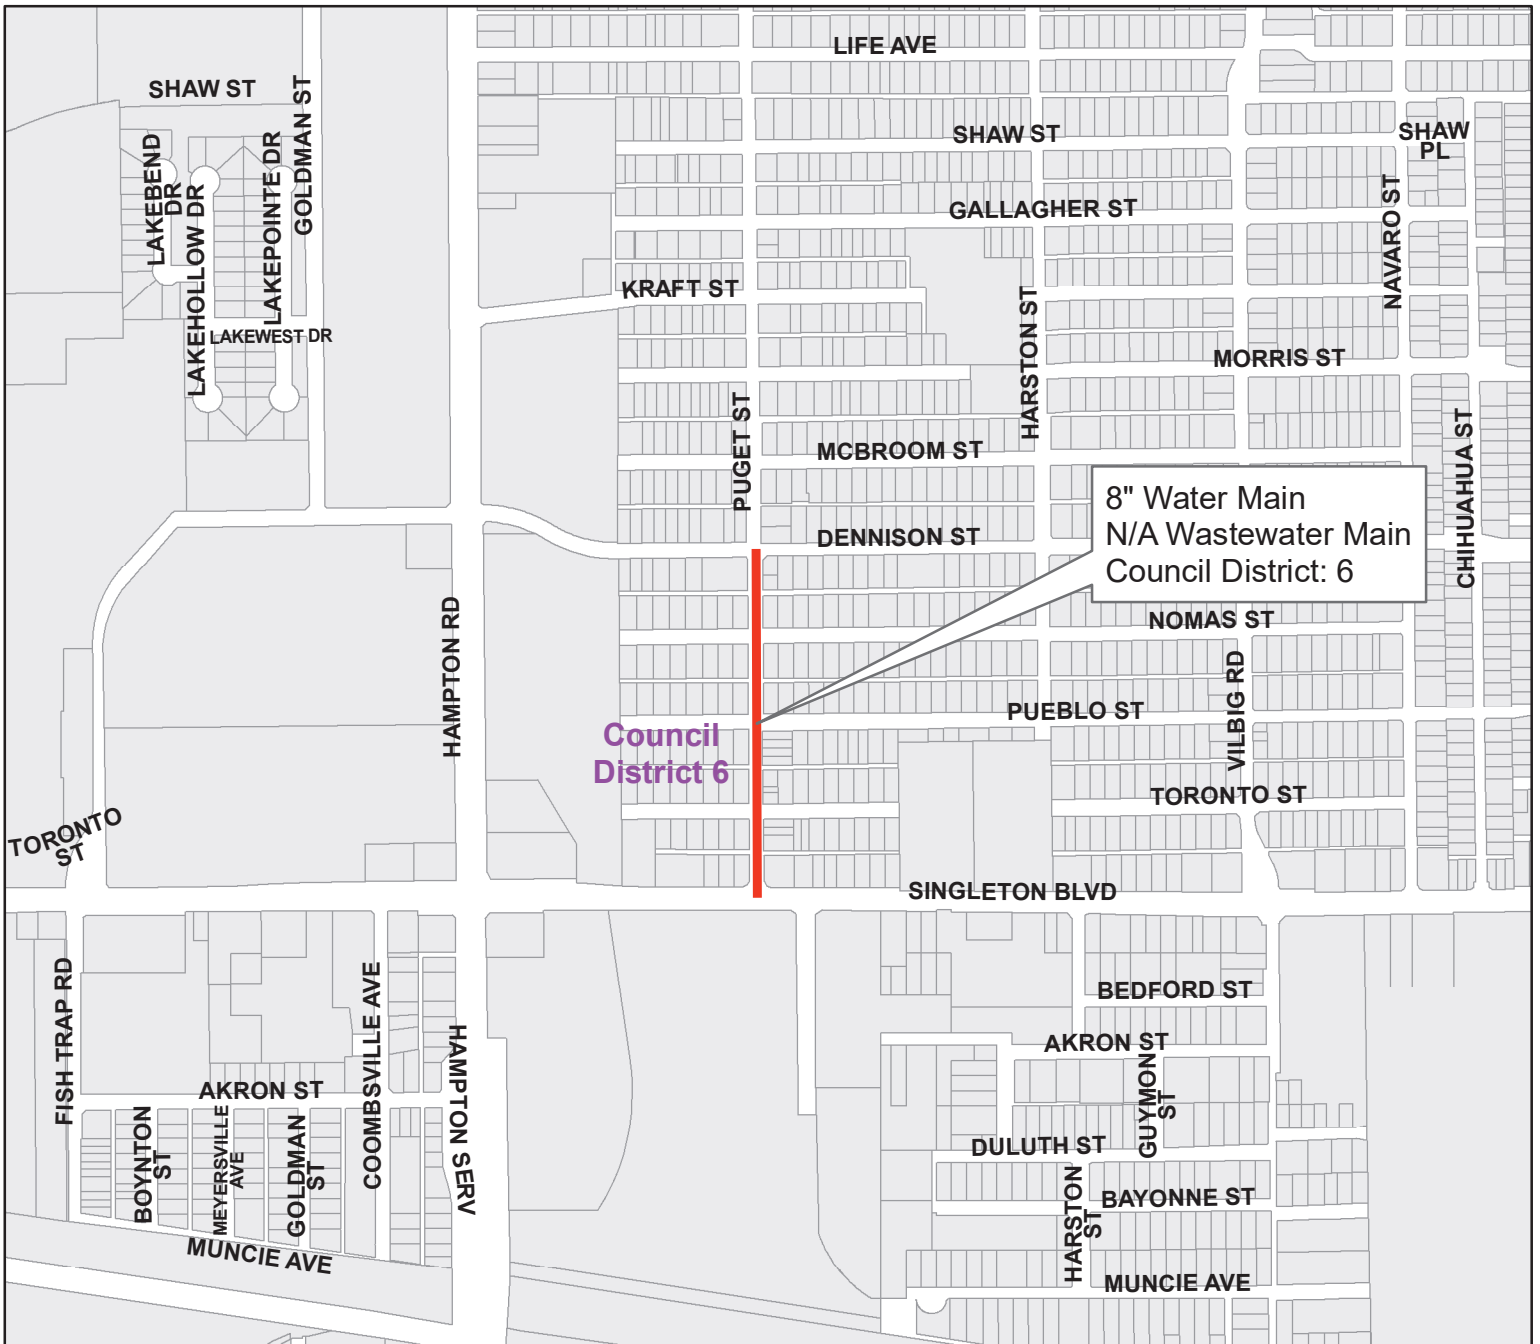 LIFE AVE
SHAW ST
GOLDMAN ST
SHAW ST
SHAW
PL
LAKEBEND
DR
LAKEHOLLOW DR
LAKEPOINTE DR
GALLAGHER ST
NAVARO ST
KRAFT ST
HARSTON ST
LAKEWEST DR
MORRIS ST
PUGET ST
MCBROOM ST
CHIHUAHUA ST
DENNISON ST
8" Water Main
N/A Wastewater Main
Council District: 6
HAMPTON RD
NOMAS ST
VILBIG RD
PUEBLO ST
Council
District 6
TORONTO ST
TORONTO
ST
SINGLETON BLVD
FISH TRAP RD
COOMBSVILLE AVE
BEDFORD ST
HAMPTON SERV
AKRON ST
GUYMON
ST
AKRON ST
BOYNTON
ST
MEYERSVILLE
AVE
GOLDMAN
ST
DULUTH ST
HARSTON
ST
BAYONNE ST
MUNCIE AVE
MUNCIE AVE